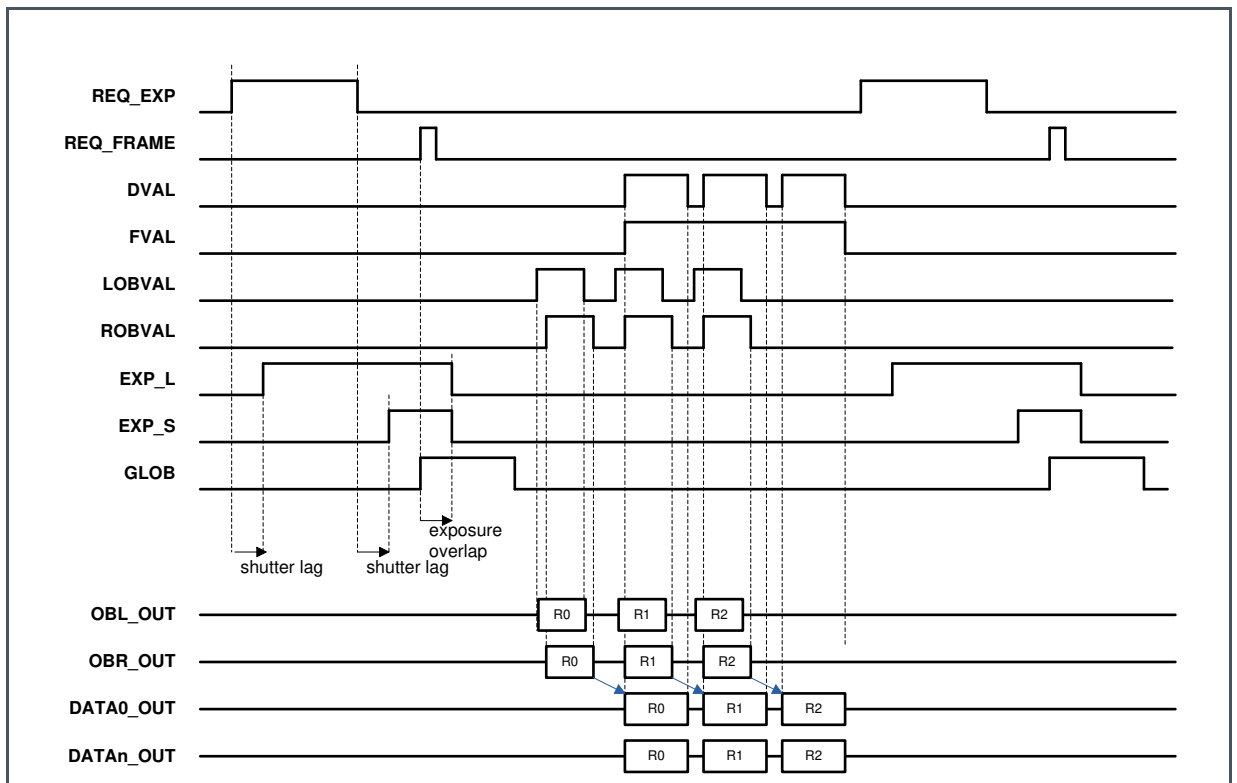 REQ_EXP
REQ_FRAME
DVAL
FVAL
LOBVAL
ROBVAL
EXP_L
EXP_S
GLOB
exposure
overlap
shutter lag
shutter lag
OBL_OUT
R0
R1
R2
OBR_OUT
R0
R1
R2
DATA0_OUT
R0
R1
R2
DATAn_OUT
R0
R1
R2